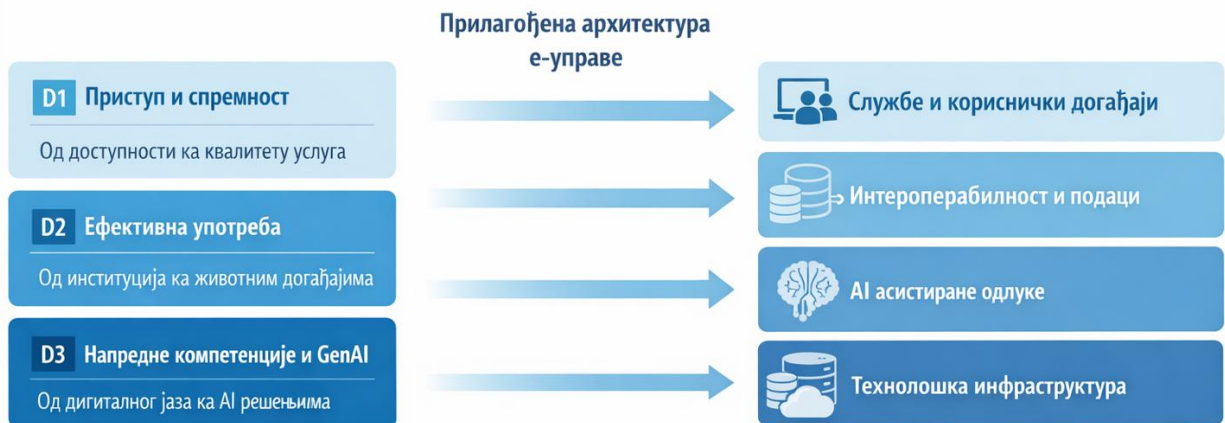 Прилагођена архитектура
е-управе
D1 Приступ и спремност
Од доступности ка квалитету услуга
D2 Ефективна употреба
Од институција ка животним догађајима
D3 Напредне компетенције и GenAI
Од дигиталног јаза ка AI решењима
Службе и кориснички догађаји
Интероперабилност и подаци
AI асистиране одлуке
Технолошка инфраструктура